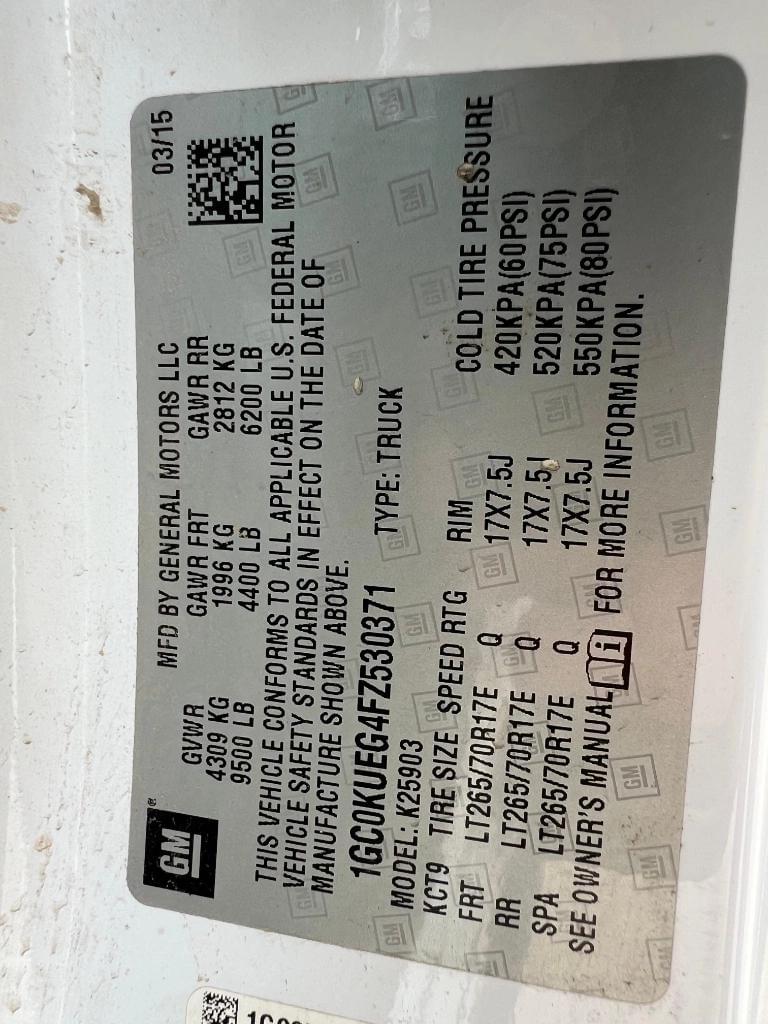 GM®
MFD BY GENERAL MOTORS LLC 03/15
GVWR GAWR FRT GAWR RR
4309 KG 1996 KG 2812 KG
9500 LB 4400 LB 6200 LB
THIS VEHICLE CONFORMS TO ALL APPLICABLE U.S. FEDERAL MOTOR
VEHICLE SAFETY STANDARDS IN EFFECT ON THE DATE OF
MANUFACTURE SHOWN ABOVE.
1GC0KUEG4FZ530371 TYPE: TRUCK
MODEL: K25903
KCT9 TIRE SIZE SPEED RTG RIM COLD TIRE PRESSURE
FRT LT265/70R17E Q 17X7.5J 420KPA(60PSI)
RR LT265/70R17E Q 17X7.5J 520KPA(75PSI)
SPA LT265/70R17E Q 17X7.5J 550KPA(80PSI)
SEE OWNER'S MANUAL FOR MORE INFORMATION.